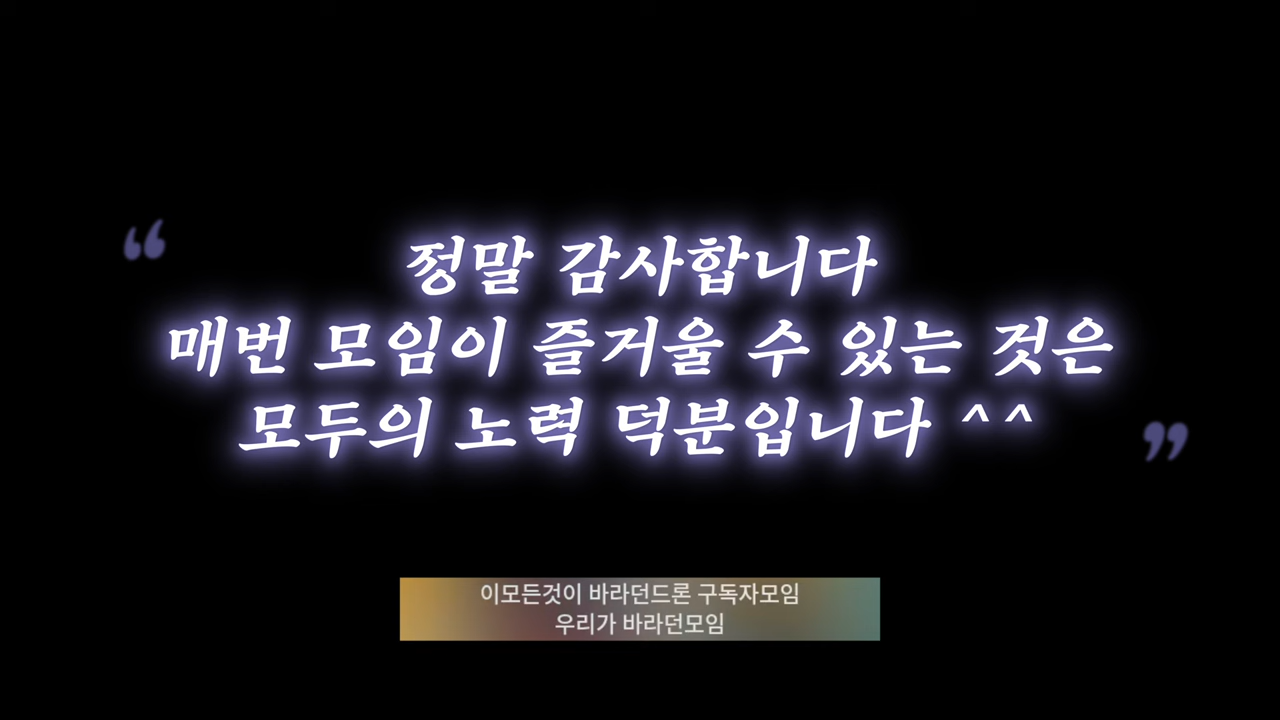 “
정말 감사합니다
매번 모임이 즐거울 수 있는 것은
모두의 노력 덕분입니다 ^^
”
이모든것이 바라던드론 구독자모임
우리가 바라던모임